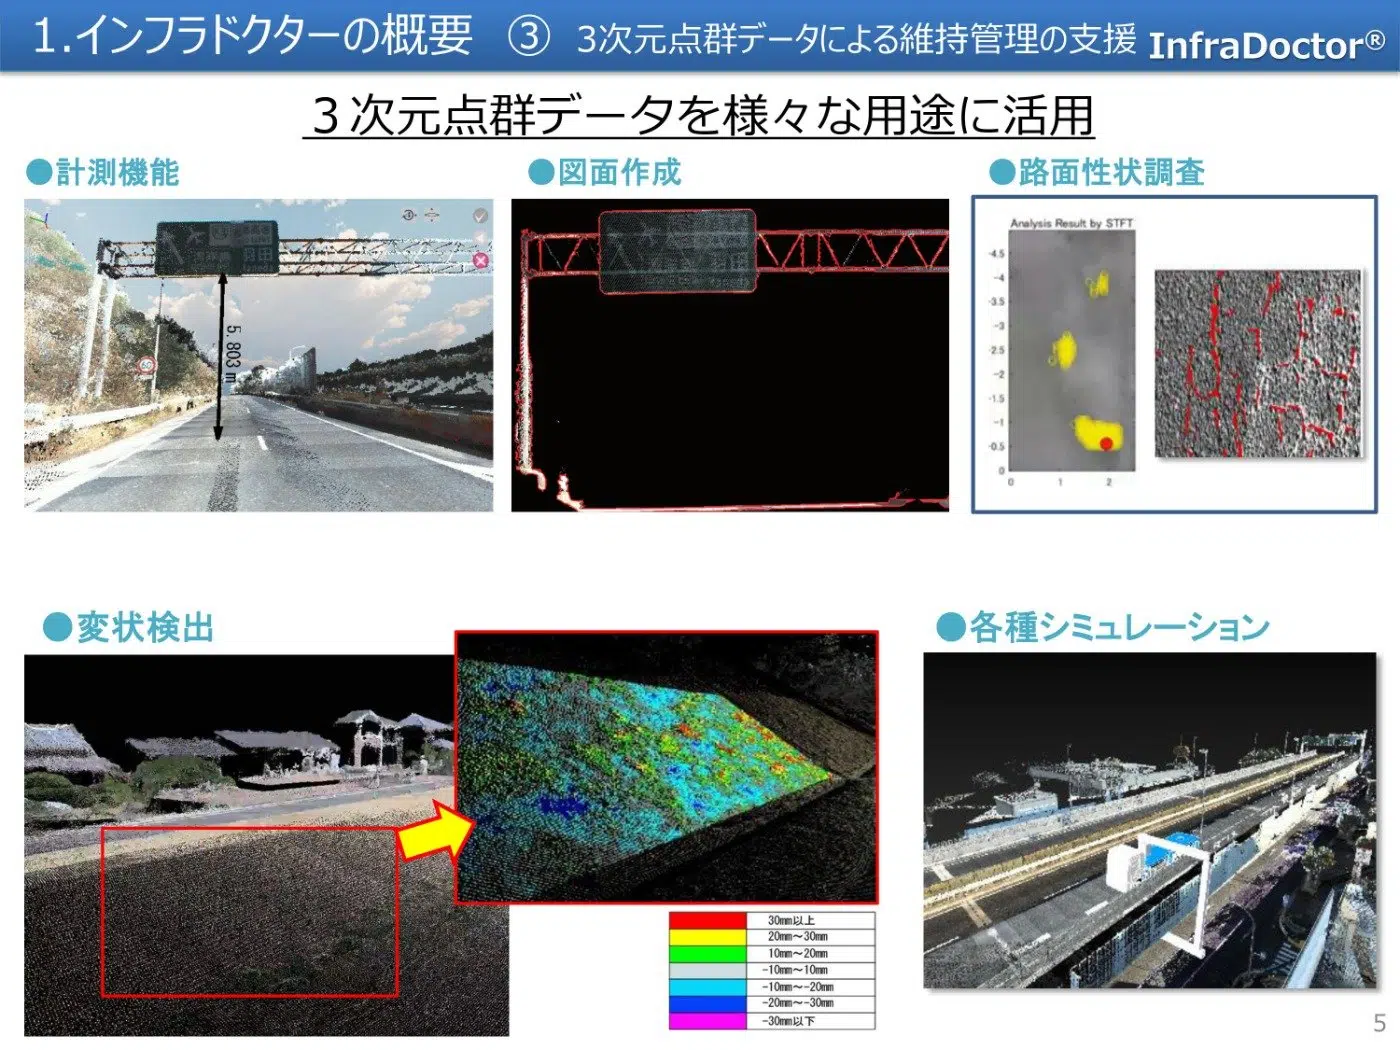 1.インフラドクターの概要 ③ 3次元点群データによる維持管理の支援 InfraDoctor®
３次元点群データを様々な用途に活用
●計測機能
●図面作成
●路面性状調査
5.803 m
60
Analysis Result by STFT
-4.5
-4
-3.5
-3
-2.5
-2
-1.5
-1
-0.5
0
0 1 2
●変状検出
●各種シミュレーション
30mm以上
20mm～30mm
10mm～20mm
-10mm～10mm
-10mm～-20mm
-20mm～-30mm
-30mm以下
5